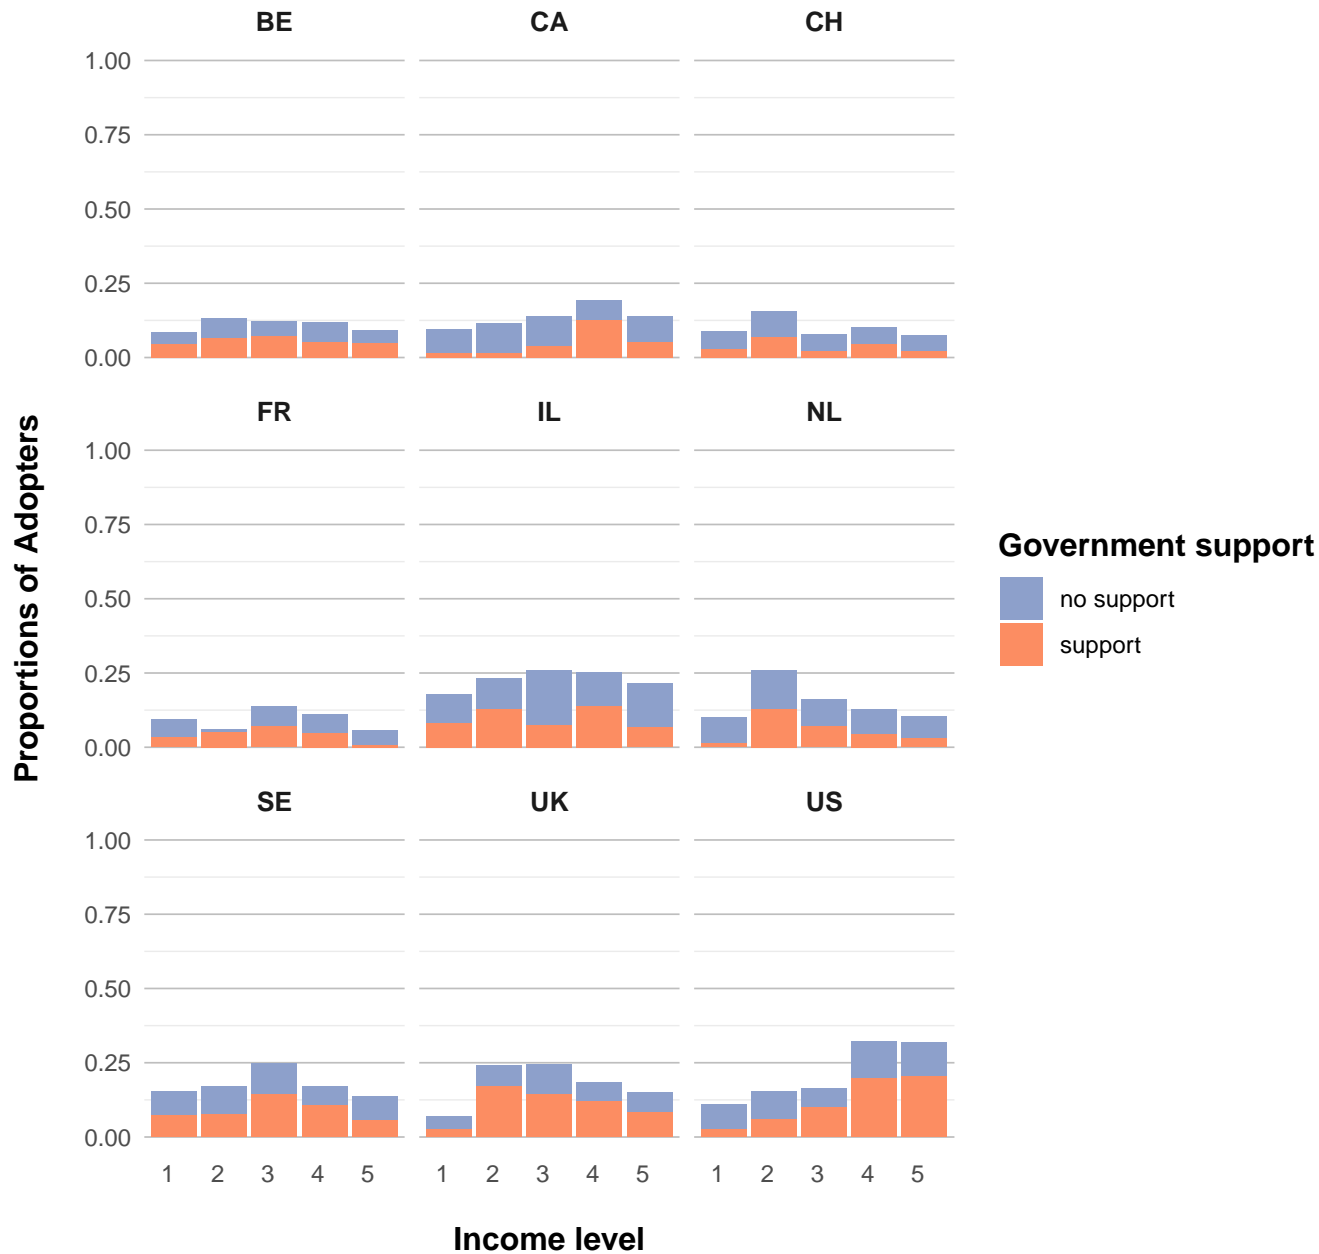 BE CA CH
1.00
0.75
0.50
0.25
0.00
FR IL NL
1.00
0.75
0.50
0.25
0.00
SE UK US
1.00
0.75
0.50
0.25
0.00
1 2 3 4 5 1 2 3 4 5 1 2 3 4 5
Income level
Proportions of Adopters
Government support
no support
support